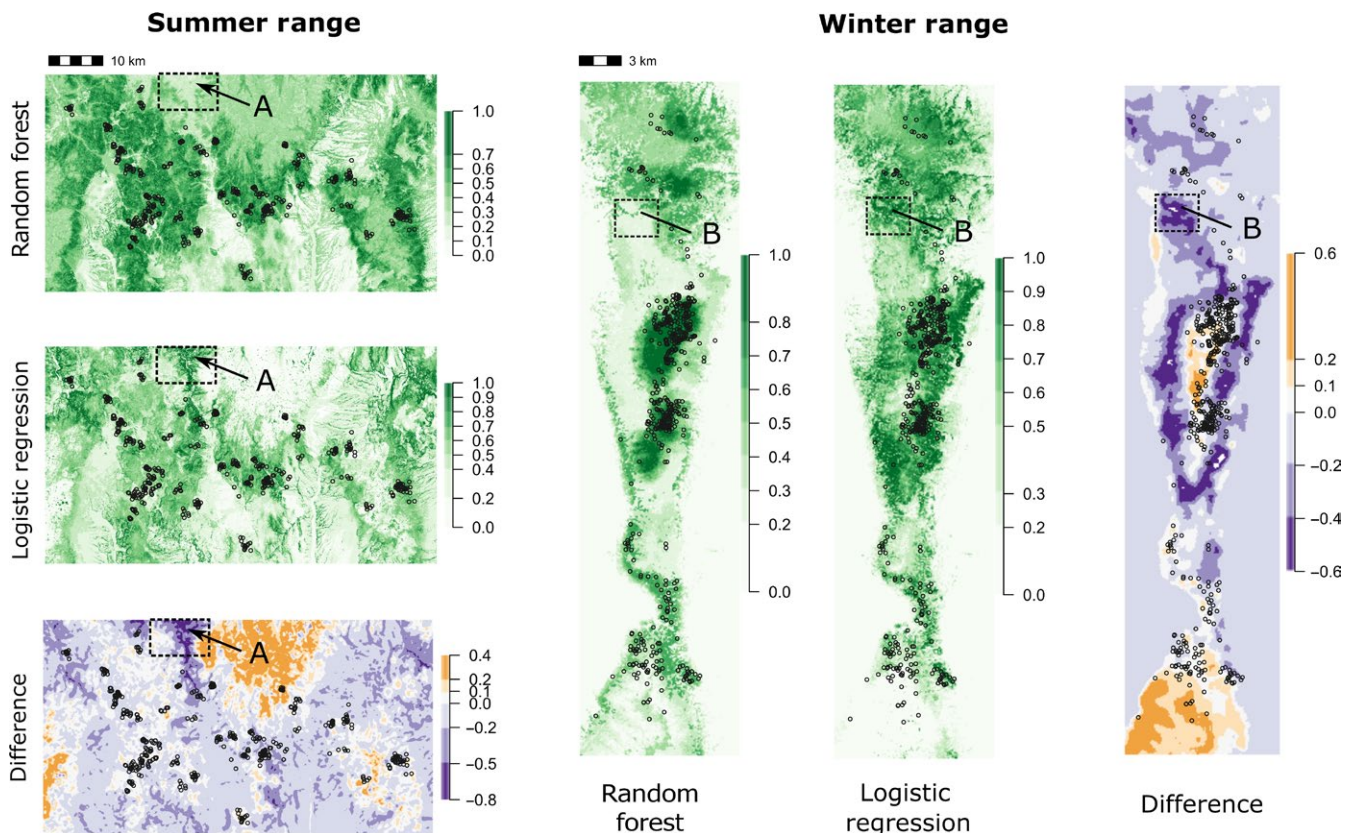 Summer range
Winter range
10 km
3 km
Random forest
A
1.0
0.7
0.6
0.5
0.4
0.3
0.2
0.1
0.0
Logistic regression
A
1.0
0.9
0.8
0.7
0.6
0.5
0.4
0.2
0.0
Difference
A
0.4
0.2
0.1
0.0
−0.2
−0.5
−0.8
B
1.0
0.8
0.7
0.6
0.5
0.4
0.3
0.2
0.0
Random
forest
B
1.0
0.9
0.8
0.7
0.5
0.3
0.2
0.0
Logistic
regression
B
0.6
0.2
0.1
0.0
−0.2
−0.4
−0.6
Difference